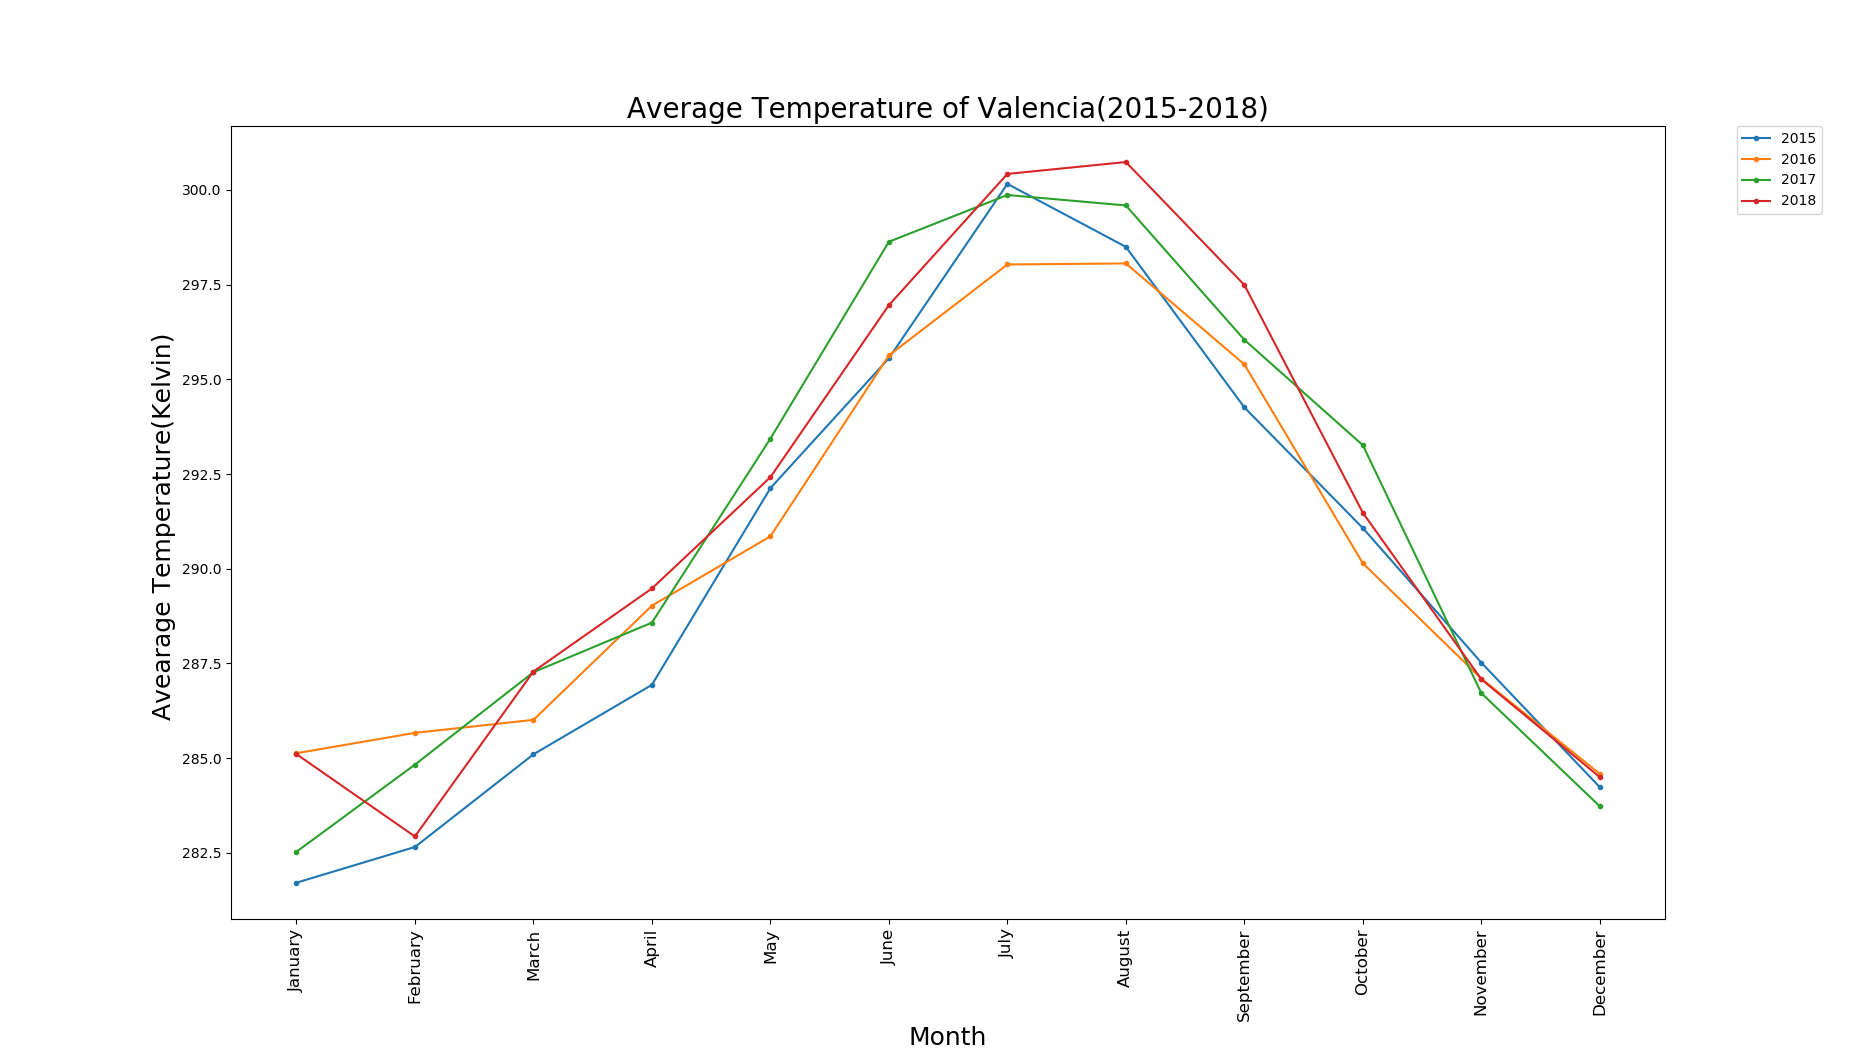 Average Temperature of Valencia(2015-2018)
2015
2016
2017
2018
Avearage Temperature(Kelvin)
300.0
297.5
295.0
292.5
290.0
287.5
285.0
282.5
January
February
March
April
May
June
July
August
September
October
November
December
Month